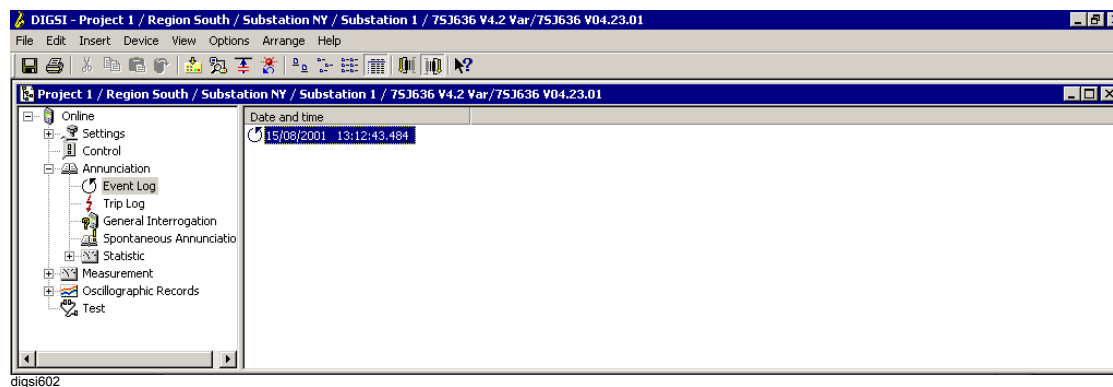 DIGSI - Project 1 / Region South / Substation NY / Substation 1 / 7SJ636 V4.2 Var/7SJ636 V04.23.01
File Edit Insert Device View Options Arrange Help
Project 1 / Region South / Substation NY / Substation 1 / 7SJ636 V4.2 Var/7SJ636 V04.23.01
Online
Settings
Control
Annunciation
Event Log
Trip Log
General Interrogation
Spontaneous Annunciatio
Statistic
Measurement
Oscillographic Records
Test
Date and time
15/08/2001 13:12:43.484
digsi602